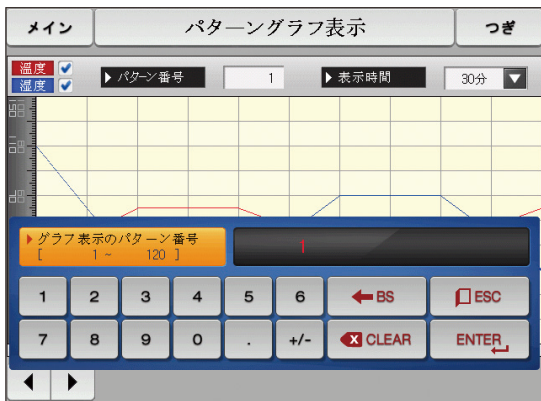 メイン
パターングラフ表示
つぎ
温度
パターン番号
1
表示時間
30分
湿度
グラフ表示のパターン番号
[ 1 ~ 120 ]
1
1 2 3 4 5 6 BS ESC
7 8 9 0 . +/- CLEAR ENTER